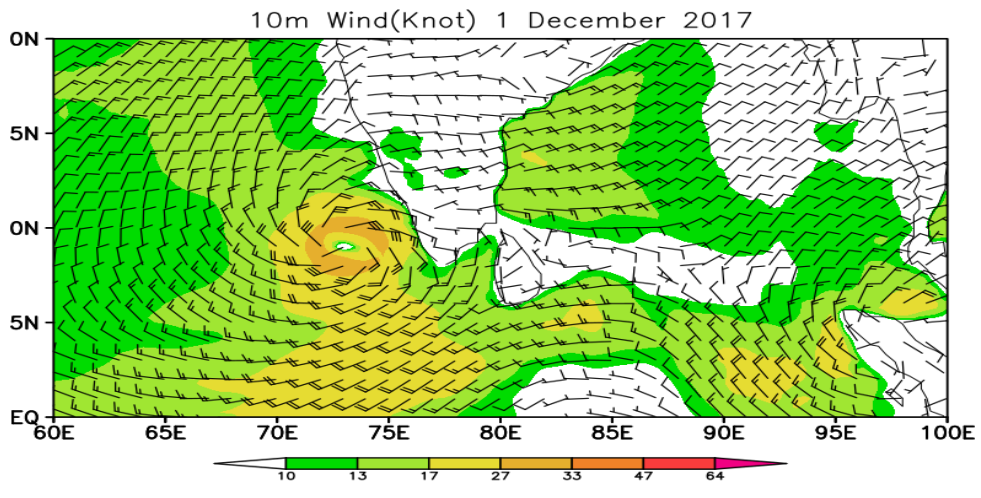 10m Wind(Knot) 1 December 2017
0N
5N
0N
5N
EQ
60E 65E 70E 75E 80E 85E 90E 95E 100E
10 13 17 27 33 47 64